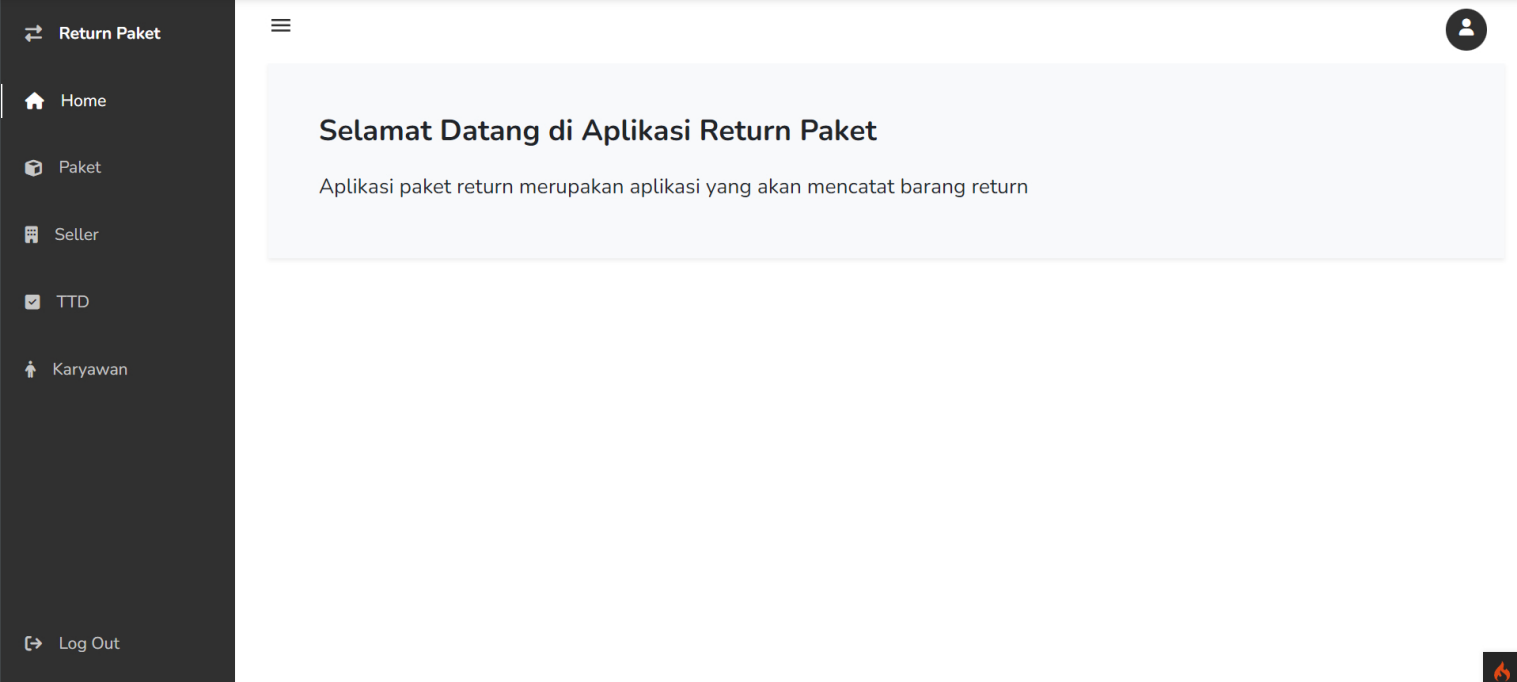 Return Paket
Home
Paket
Seller
TTD
Karyawan
Log Out
Selamat Datang di Aplikasi Return Paket
Aplikasi paket return merupakan aplikasi yang akan mencatat barang return